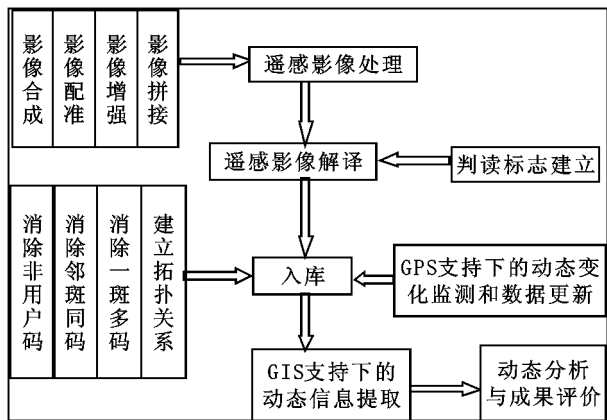 影像合成
影像配准
影像增强
影像拼接
遥感影像处理
遥感影像解译
判读标志建立
消除非用户码
消除邻斑同码
消除一斑多码
建立拓扑关系
入库
GPS支持下的动态变
化监测和数据更新
GIS支持下的
动态信息提取
动态分析
与成果评价